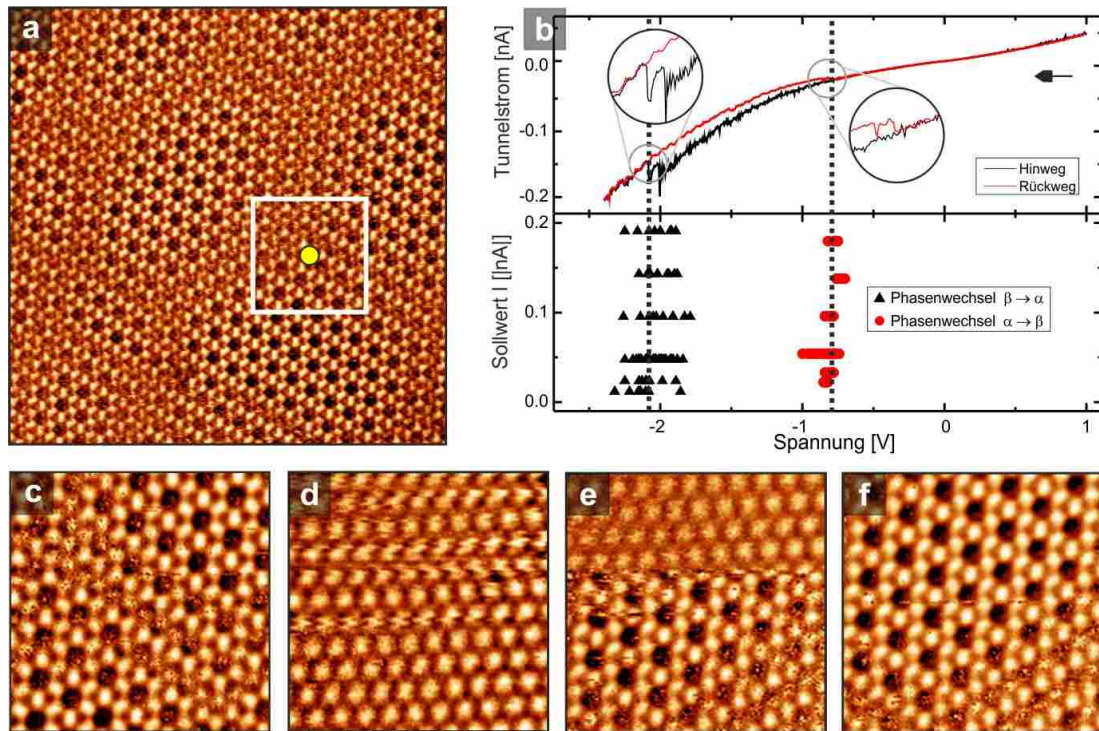 a
b
Tunnelstrom [nA]
0.0
-0.1
-0.2
Hinweg
Rückweg
Sollwert I [|nA|]
0.2
0.1
0.0
Phasenwechsel β → α
Phasenwechsel α → β
-2
-1
0
1
Spannung [V]
c
d
e
f